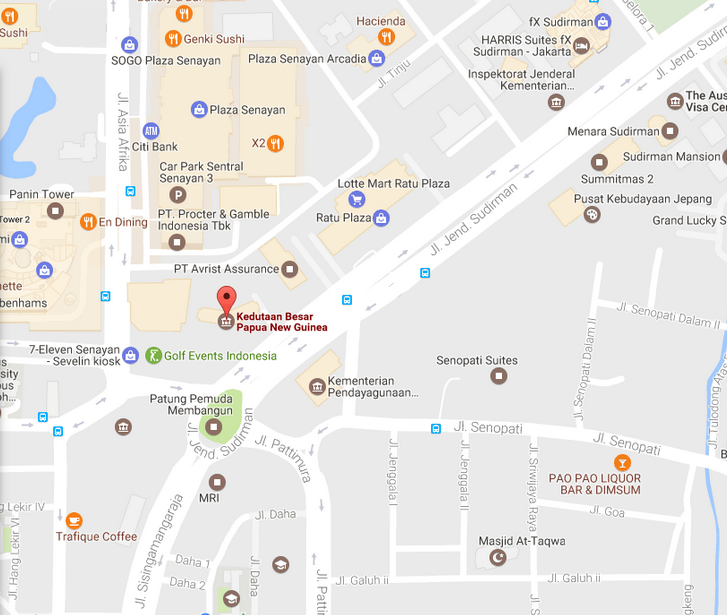 Bakery & Bar
Sushi
Genki Sushi
SOGO Plaza Senayan
Hacienda
Plaza Senayan Arcadia
Jl. Tinju
fX Sudirman
HARRIS Suites fX
Sudirman - Jakarta
Inspektorat Jenderal
Kementerian...
Jl. Jend. Sudirman
The Aus
Visa Cen
Menara Sudirman
Sudirman Mansion
Summitmas 2
Pusat Kebudayaan Jepang
Grand Lucky S
Jl. Asia Afrika
Plaza Senayan
ATM
Citi Bank
X2
Car Park Sentral
Senayan 3
P
Lotte Mart Ratu Plaza
Ratu Plaza
Panin Tower
Tower 2
En Dining
PT. Procter & Gamble
Indonesia Tbk
Jl. Jend. Sudirman
PT Avrist Assurance
Kedutaan Besar
Papua New Guinea
7-Eleven Senayan
- Sevelin kiosk
Golf Events Indonesia
Kementerian
Pendayagunaan...
Senopati Suites
Jl. Senopati Dalam II
Jl. Senopati Dalam II
Patung Pemuda
Membangun
Jl. Jend. Sudirman
Jl. Pattimura
Jl. Senopati
Jl. Senopati
PAO PAO LIQUOR
BAR & DIMSUM
MRI
Jl. Jenggala I
Jl. Jenggala II
Jl. Sriwijaya Raya
Jl. Goa
Masjid At-Taqwa
Jl. Galuh ii
Jl. Galuh ii
Trafique Coffee
Jl. Hang Lekir VI
g Lekir IV
Jl. Sisingamangaraja
Jl. Daha
Jl. Daha
Daha 1
Daha 2
Jl. Patti